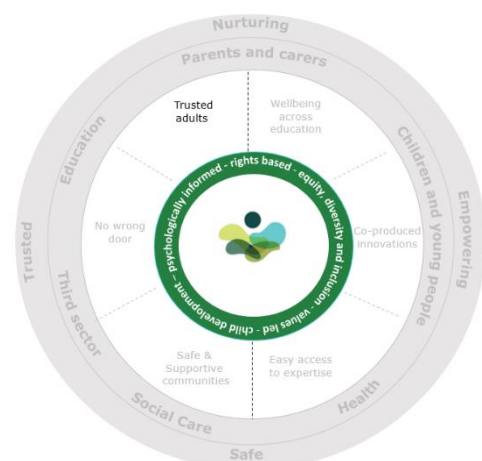 Nurturing
Parents and carers
Trusted
adults
Wellbeing
across
education
Education
Children and young people
psychologically informed - rights based - equity, diversity and inclusion - values led - child development –
Trusted
No wrong
door
Co-produced
innovations
Empowering
Third sector
Safe &
Supportive
communities
Easy access
to expertise
Social Care
Health
Safe